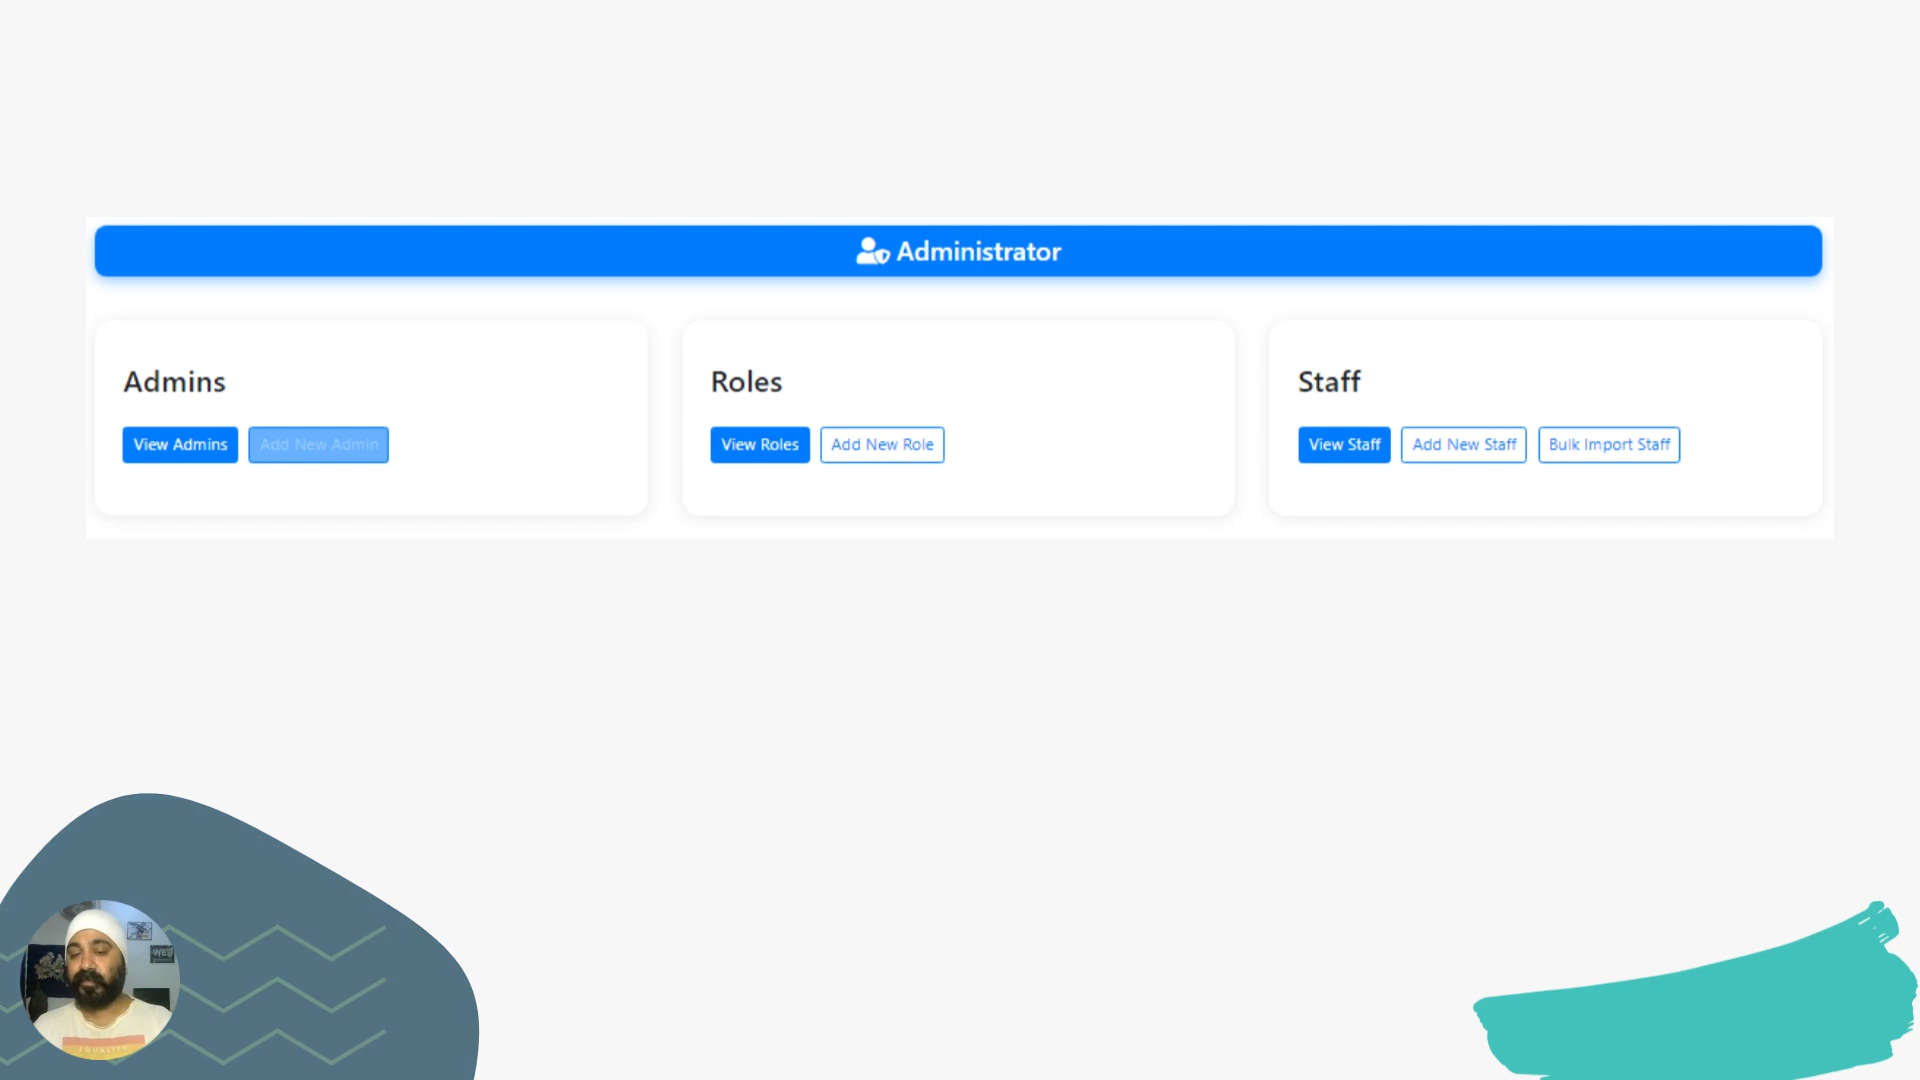 Administrator
Admins
View Admins Add New Admin
Roles
View Roles Add New Role
Staff
View Staff Add New Staff Bulk Import Staff